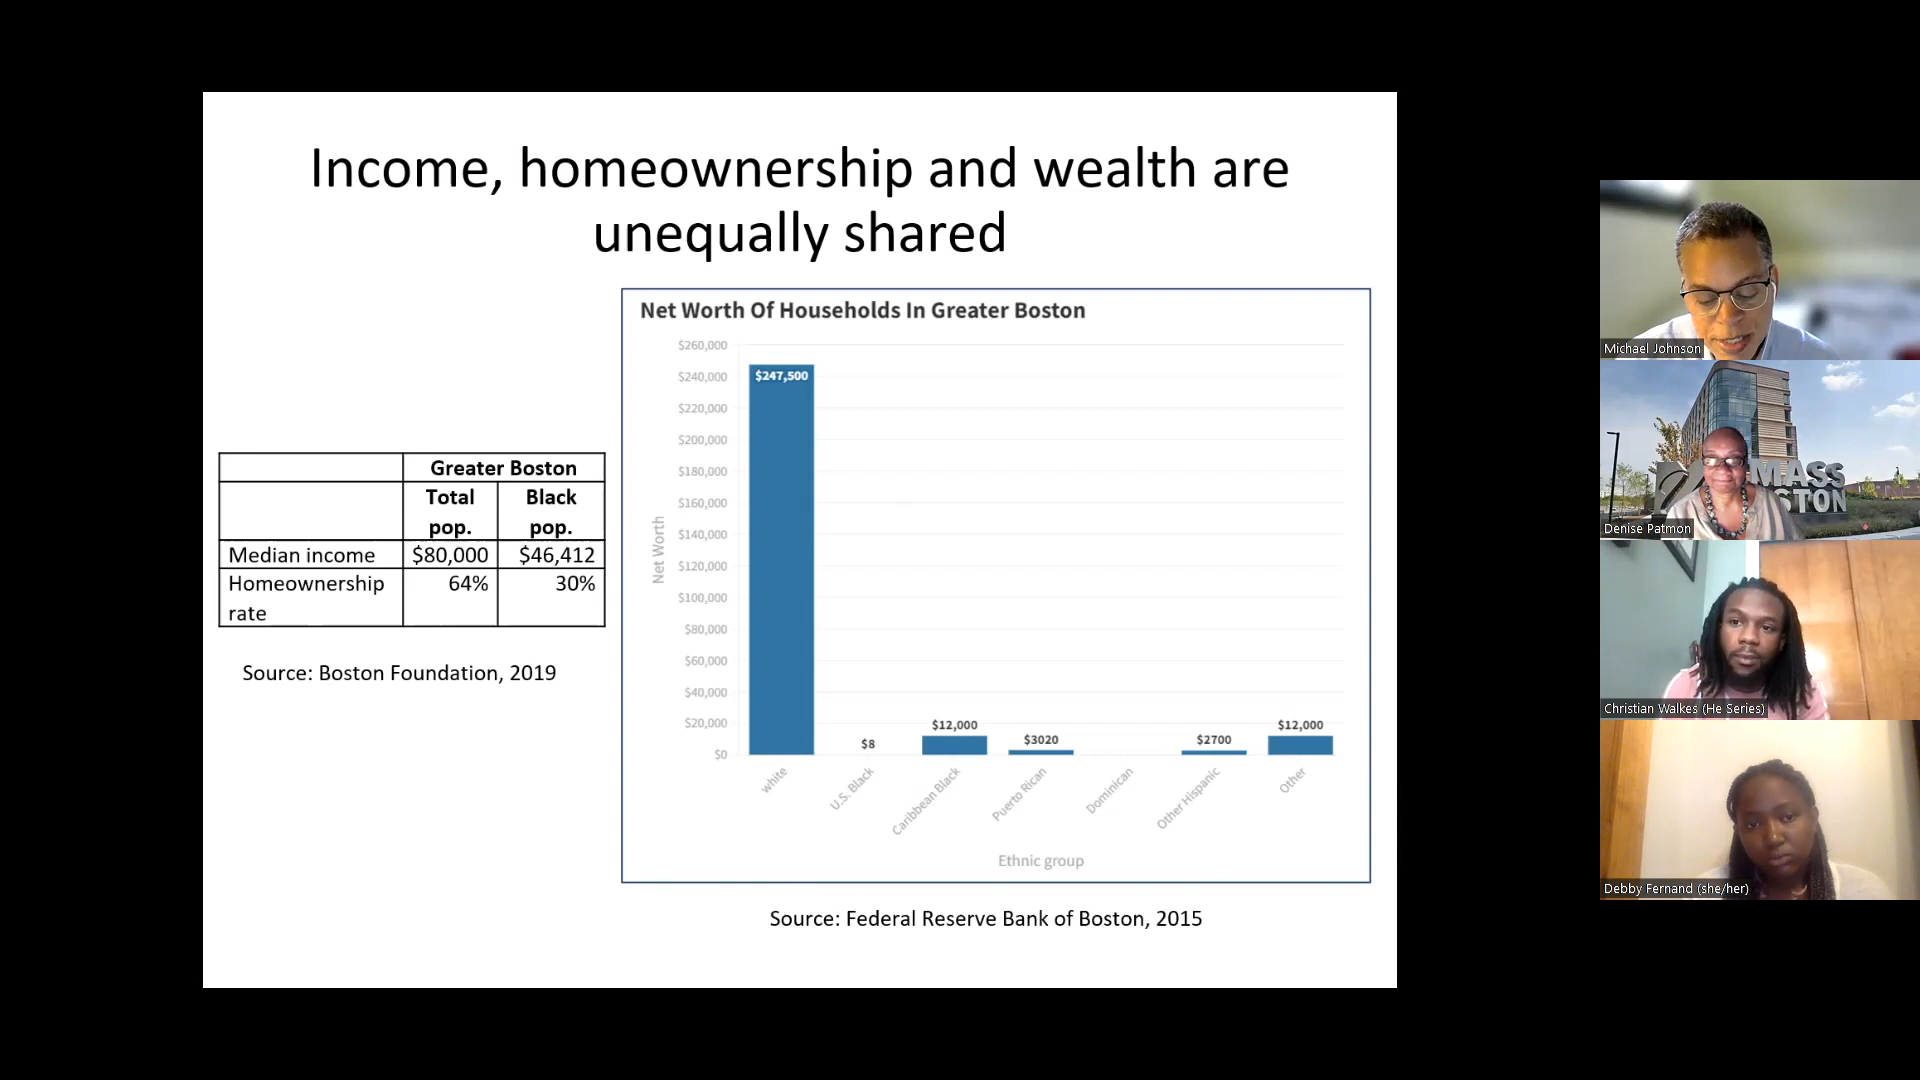 Income, homeownership and wealth are
unequally shared
Greater Boston
Total pop.
Black pop.
Median income $80,000 $46,412
Homeownership rate 64% 30%
Source: Boston Foundation, 2019
Net Worth Of Households In Greater Boston
$260,000
$240,000
$220,000
$200,000
$180,000
$160,000
$140,000
$120,000
$100,000
$80,000
$60,000
$40,000
$20,000
$0
Net Worth
$247,500
$8
$12,000
$3020
$2700
$12,000
white
U.S. Black
Caribbean Black
Puerto Rican
Dominican
Other Hispanic
Other
Ethnic group
Source: Federal Reserve Bank of Boston, 2015
Michael Johnson
MASS
STON
Denise Patmon
Christian Walkes (He Series)
Debby Fernand (she/her)